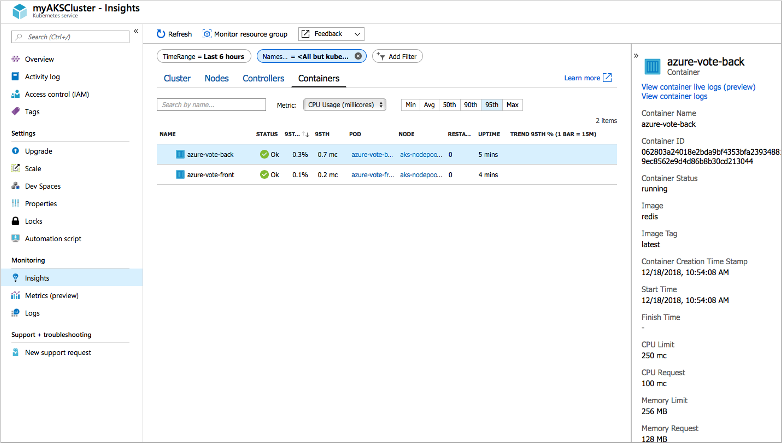 myAKSCluster - Insights
Kubernetes service
Search (Ctrl+/)
«
Overview
Activity log
Access control (IAM)
Tags
Settings
Upgrade
Scale
Dev Spaces
Properties
Locks
Automation script
Monitoring
Insights
Metrics (preview)
Logs
Support + troubleshooting
New support request
Refresh
Monitor resource group
Feedback
TimeRange = Last 6 hours
Names... = <All but kube...
Add Filter
Cluster
Nodes
Controllers
Containers
Learn more
Search by name...
Metric:
CPU Usage (millicores)
Min
Avg
50th
90th
95th
Max
2 items
NAME STATUS 95T... ↑↓ 95TH POD NODE RESTA... UPTIME TREND 95TH % (1 BAR = 15M)
azure-vote-back Ok 0.3% 0.7 mc azure-vote-b... aks-nodepoo... 0 5 mins
azure-vote-front Ok 0.1% 0.2 mc azure-vote-fr... aks-nodepoo... 0 4 mins
»
azure-vote-back
Container
View container live logs (preview)
View container logs
Container Name
azure-vote-back
Container ID
062803a24018e2bda9bf4353bfa2393488
9ec8562e9d4d86b8b30cd213044
Container Status
running
Image
redis
Image Tag
latest
Container Creation Time Stamp
12/18/2018, 10:54:08 AM
Start Time
12/18/2018, 10:54:08 AM
Finish Time
-
CPU Limit
250 mc
CPU Request
100 mc
Memory Limit
256 MB
Memory Request
128 MB